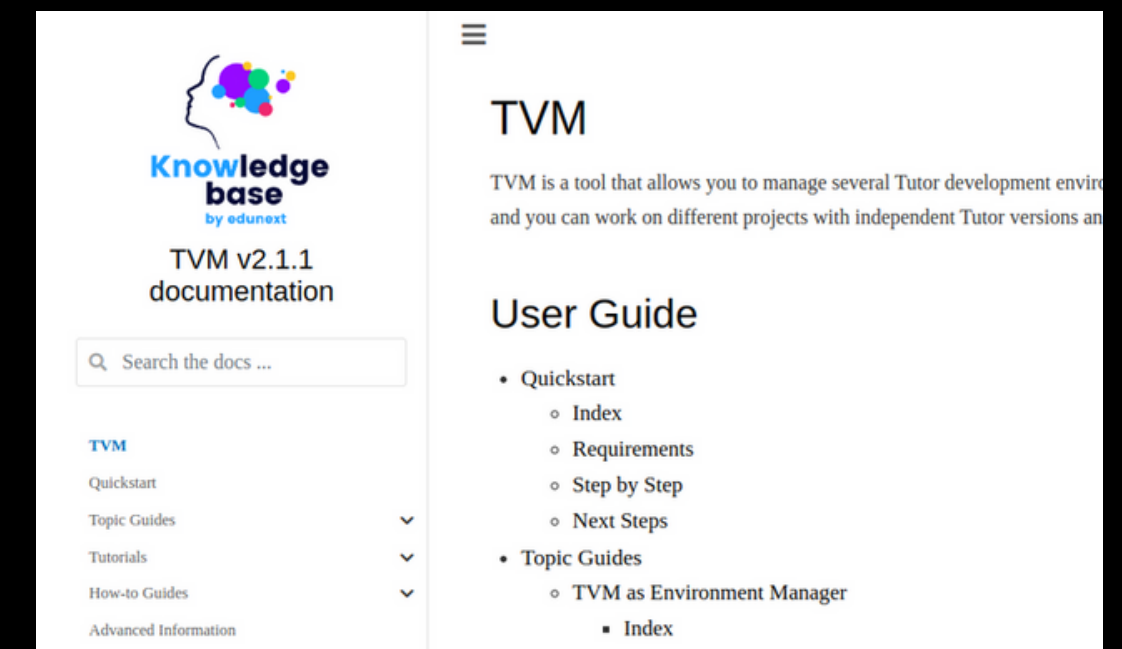 Knowledge
base
by edunext
TVM v2.1.1
documentation
Search the docs ...
TVM
Quickstart
Topic Guides
Tutorials
How-to Guides
Advanced Information
TVM
TVM is a tool that allows you to manage several Tutor development
and you can work on different projects with independent Tutor versions
User Guide
Quickstart
Index
Requirements
Step by Step
Next Steps
Topic Guides
TVM as Environment Manager
Index